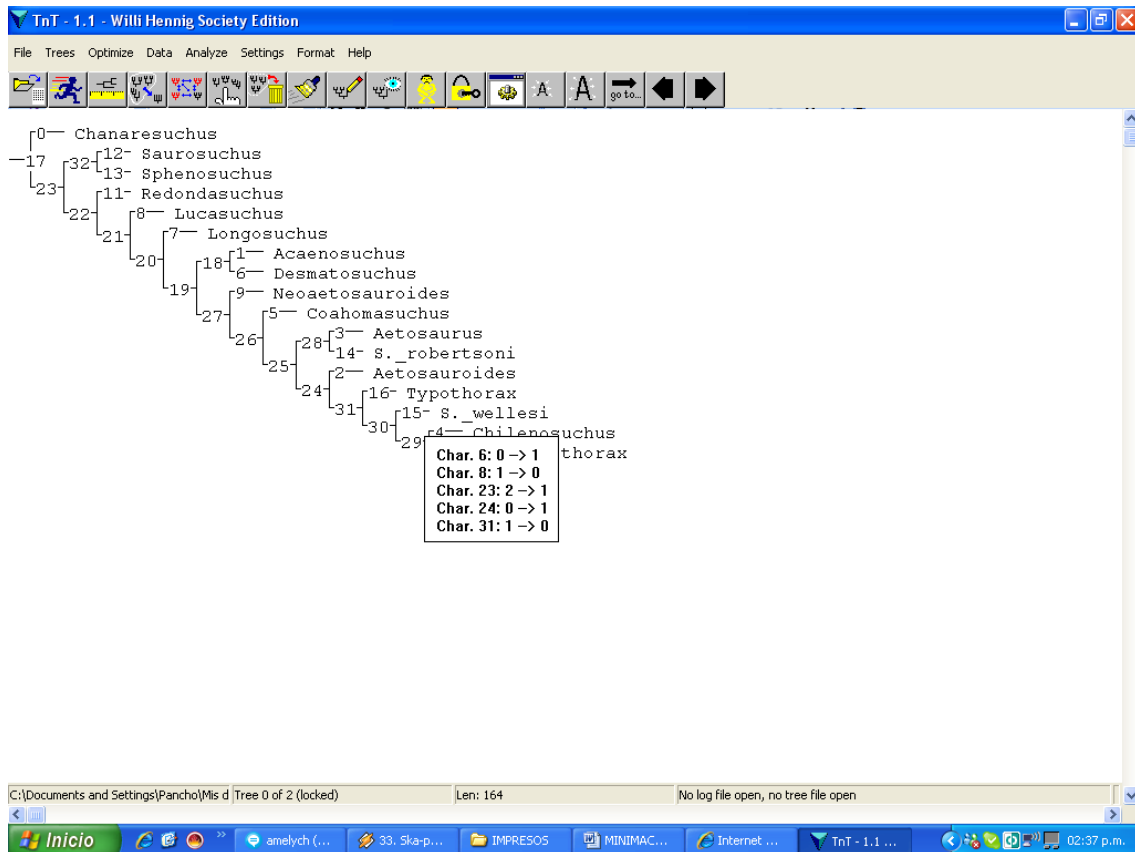 TnT - 1.1 - Willi Hennig Society Edition
File Trees Optimize Data Analyze Settings Format Help
A A go to...
0 Chanaresuchus
12 Saurosuchus
17 32
13 Sphenosuchus
23 11 Redondasuchus
22 8 Lucasuchus
21 7 Longosuchus
20 18 1 Acaenosuchus
6 Desmatosuchus
19 9 Neoaetosauroides
27 5 Coahomasuchus
26 28 3 Aetosaurus
14 S._robertsoni
25 2 Aetosauroides
24 16 Typothorax
31 15 S._wellesi
30 4 Chilenosuchus
29 thorax
Char. 6: 0 --> 1
Char. 8: 1 --> 0
Char. 23: 2 --> 1
Char. 24: 0 --> 1
Char. 31: 1 --> 0
C:\Documents and Settings\Pancho\Mis d Tree 0 of 2 (locked) Len: 164 No log file open, no tree file open
Inicio amelych (... 33. Ska-p... IMPRESOS MINIMAC... Internet ... TnT - 1.1 ... 02:37 p.m.